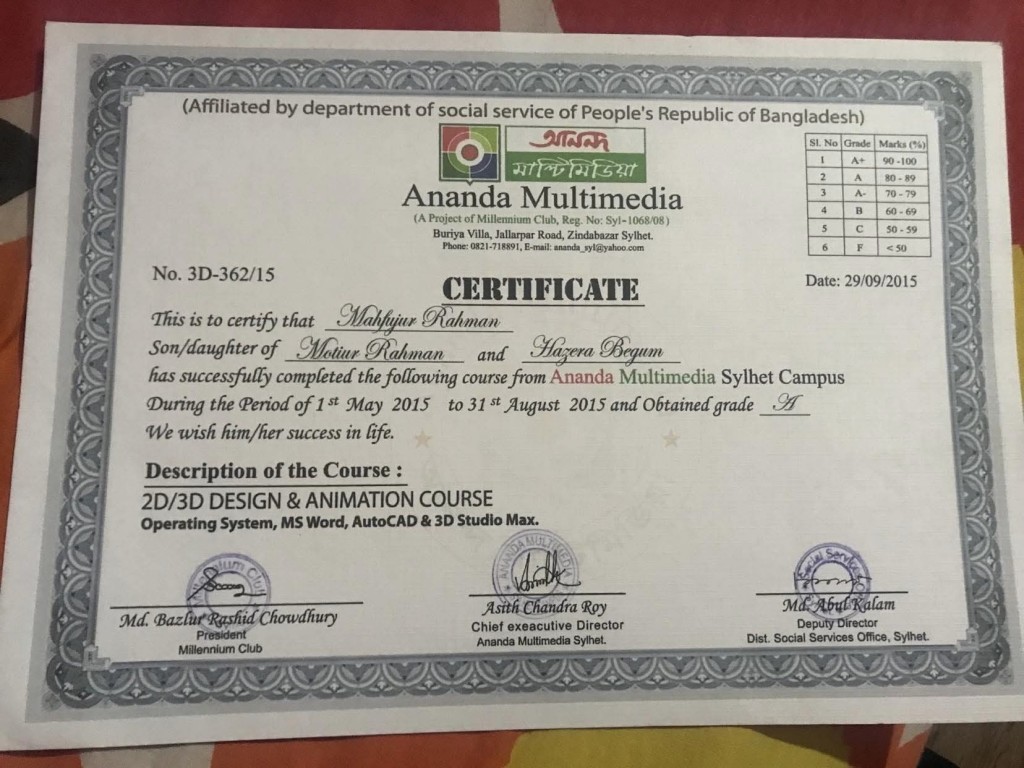 (Affiliated by department of social service of People's Republic of Bangladesh)
আনন্দ
মাল্টিমিডিয়া
Ananda Multimedia
(A Project of Millennium Club, Reg. No: Syl-1068/08)
Buriya Villa, Jallarpar Road, Zindabazar Sylhet.
Phone: 0821-718891, E-mail: ananda_syl@yahoo.com
Sl. No Grade Marks (%)
1 A+ 90 -100
2 A 80 - 89
3 A- 70 - 79
4 B 60 - 69
5 C 50 - 59
6 F < 50
No. 3D-362/15
Date: 29/09/2015
CERTIFICATE
This is to certify that Mahfujur Rahman
Son/daughter of Motiur Rahman and Hazera Begum
has successfully completed the following course from Ananda Multimedia Sylhet Campus
During the Period of 1st May 2015 to 31st August 2015 and Obtained grade A
We wish him/her success in life.
Description of the Course :
2D/3D DESIGN & ANIMATION COURSE
Operating System, MS Word, AutoCAD & 3D Studio Max.
Millennium Club
ANANDA MULTIMEDIA
Social Services
Md. Bazlur Rashid Chowdhury
President
Millennium Club
Asith Chandra Roy
Chief exeacutive Director
Ananda Multimedia Sylhet.
Md. Abul Kalam
Deputy Director
Dist. Social Services Office, Sylhet.